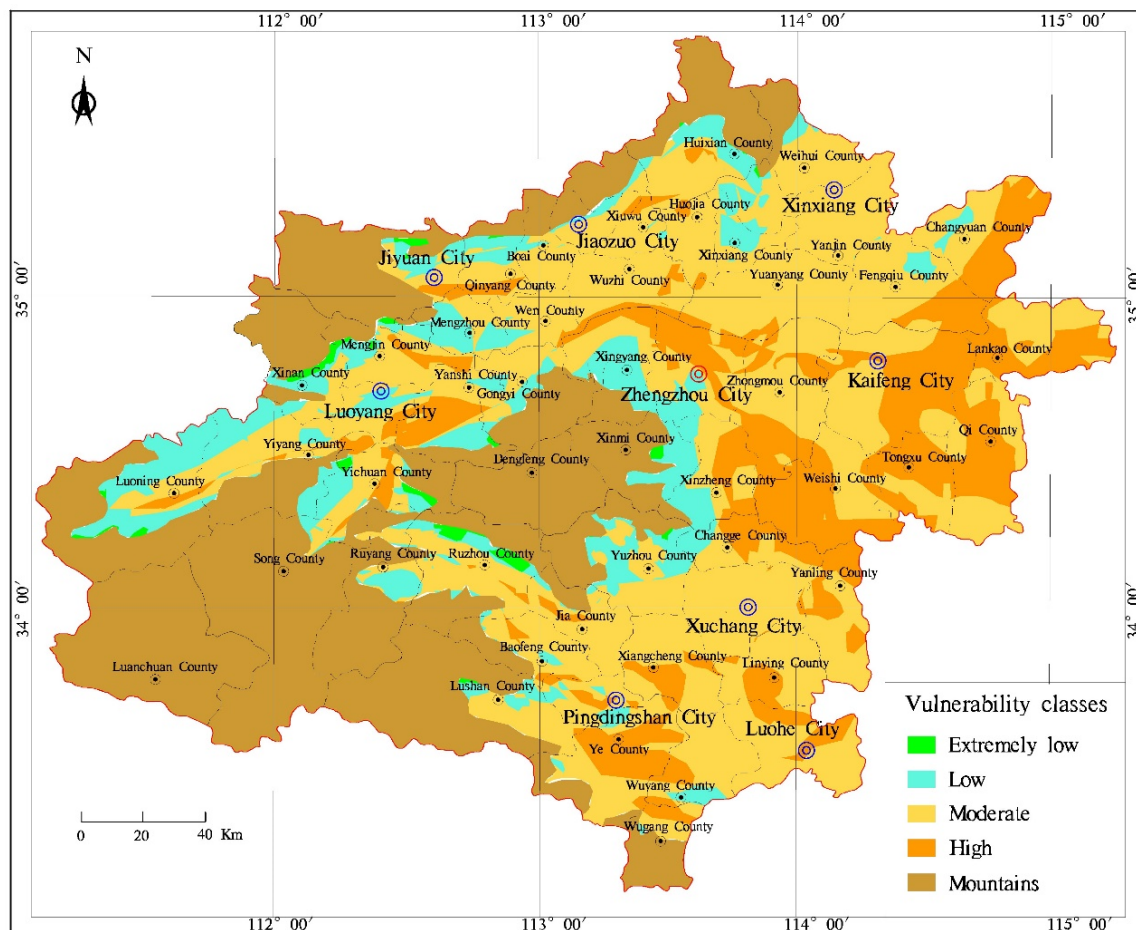 112° 00′
113° 00′
114° 00′
115° 00′
N
Huixian County
Weihui County
Xinxiang City
Huojia County
Xiuwu County
Changyuan County
Jiaozuo City
Jiyuan City
Boai County
Xinxiang County
Yanjin County
Qinyang County
Wuzhi County
Yuanyang County
Fengqiu County
35° 00′
35° 00′
Wen County
Mengzhou County
Mengjin County
Xingyang County
Lankao County
Xinan County
Yanshi County
Zhengzhou City
Zhongmou County
Kaifeng City
Gongyi County
Luoyang City
Qi County
Yiyang County
Xinmi County
Dengfeng County
Tongxu County
Yichuan County
Luoning County
Xinzheng County
Weishi County
Changge County
Song County
Ruyang County
Ruzhou County
Yuzhou County
Yanling County
34° 00′
34° 00′
Jia County
Xuchang City
Baofeng County
Xiangcheng County
Linying County
Luanchuan County
Lushan County
Pingdingshan City
Luohe City
Ye County
Wuyang County
Wugang County
Vulnerability classes
Extremely low
Low
Moderate
High
Mountains
0 20 40 Km
112° 00′
113° 00′
114° 00′
115° 00′